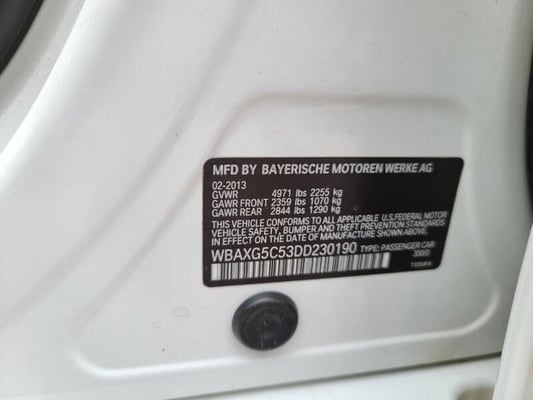 MFD BY BAYERISCHE MOTOREN WERKE AG
02-2013
GVWR 4971 lbs 2255 kg
GAWR FRONT 2359 lbs 1070 kg
GAWR REAR 2844 lbs 1290 kg
THIS VEHICLE CONFORMS TO ALL APPLICABLE U.S.FEDERAL MOTOR
VEHICLE SAFETY, BUMPER, AND THEFT PREVENTION STANDARDS
IN EFFECT ON THE DATE OF MANUFACTURE SHOWN ABOVE.
WBAXG5C53DD230190 TYPE: PASSENGER CAR